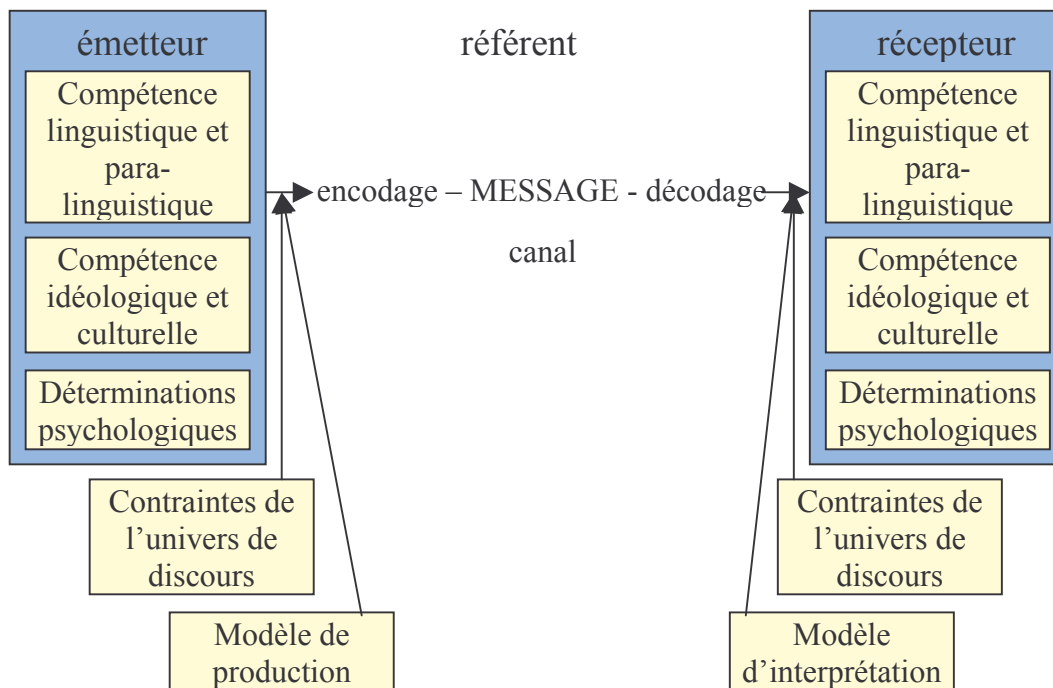 émetteur
Compétence
linguistique et
para-
linguistique
Compétence
idéologique et
culturelle
Déterminations
psychologiques
Contraintes de
l’univers de
discours
Modèle de
production
référent
encodage – MESSAGE - décodage
canal
récepteur
Compétence
linguistique et
para-
linguistique
Compétence
idéologique et
culturelle
Déterminations
psychologiques
Contraintes de
l’univers de
discours
Modèle
d’interprétation